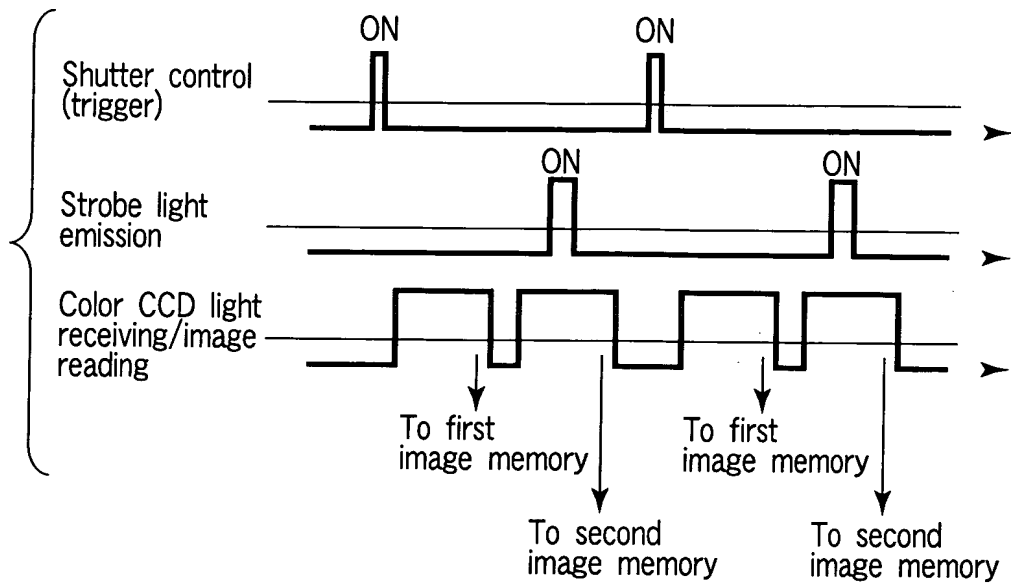 ON
ON
Shutter control
(trigger)
ON
ON
Strobe light
emission
Color CCD light
receiving/image
reading
To first
image memory
To first
image memory
To second
image memory
To second
image memory